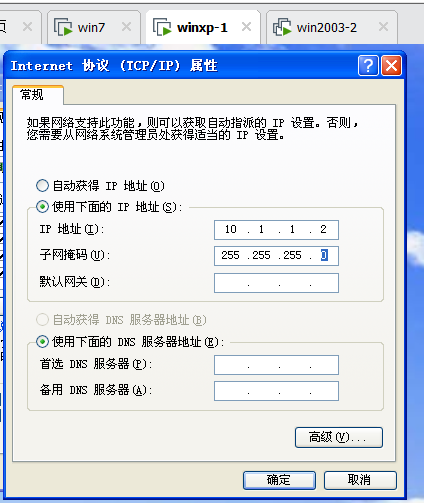 页
win7
winxp-1
win2003-2
Internet 协议 (TCP/IP) 属性
常规
如果网络支持此功能，则可以获取自动指派的 IP 设置。否则，
您需要从网络系统管理员处获得适当的 IP 设置。
自动获得 IP 地址(O)
使用下面的 IP 地址(S):
IP 地址(I): 10 . 1 . 1 . 2
子网掩码(U): 255 .255 .255 . 0
默认网关(D): . . .
自动获得 DNS 服务器地址(B)
使用下面的 DNS 服务器地址(E):
首选 DNS 服务器(P): . . .
备用 DNS 服务器(A): . . .
高级(V)...
确定 取消